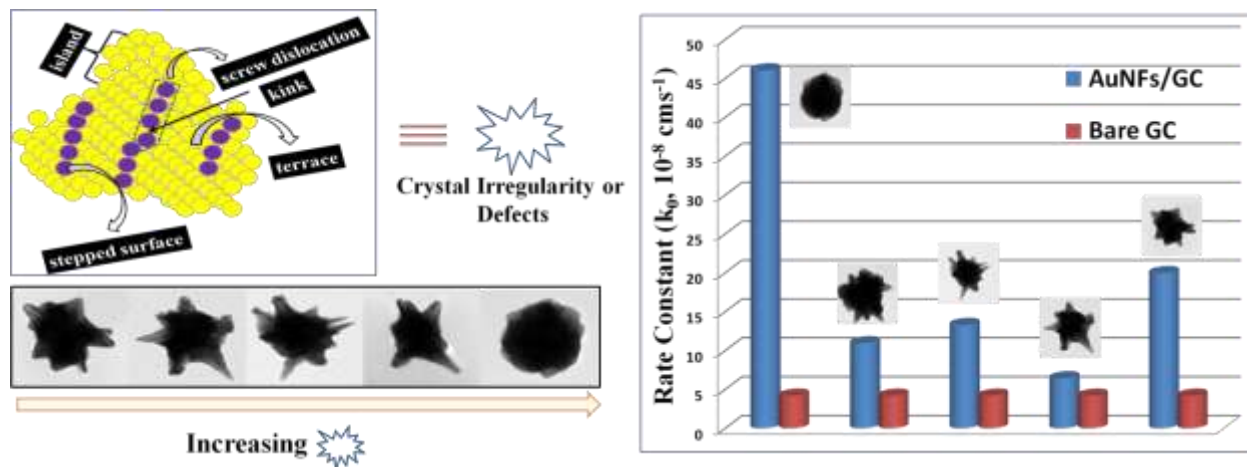 island
screw dislocation
kink
terrace
stepped surface
Crystal Irregularity or
Defects
Increasing
Rate Constant (k₀, 10⁻⁸ cms⁻¹)
50
45
40
35
30
25
20
15
10
5
0
AuNFs/GC
Bare GC